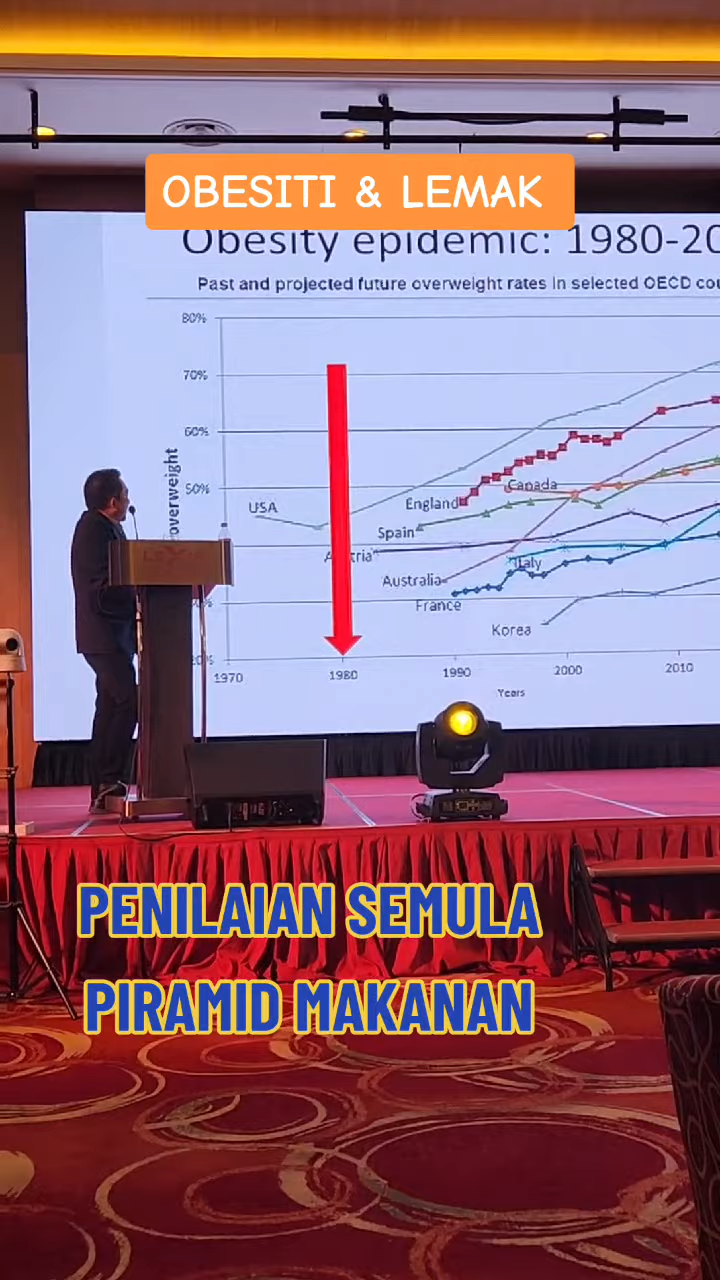 OBESITI & LEMAK
Obesity epidemic: 1980-20
Past and projected future overweight rates in selected OECD cou
80%
70%
60%
50%
20%
overweight
USA
England
Canada
Spain
Austria
Australia
Italy
France
Korea
1970
1980
1990
2000
2010
Years
PENILAIAN SEMULA
PIRAMID MAKANAN